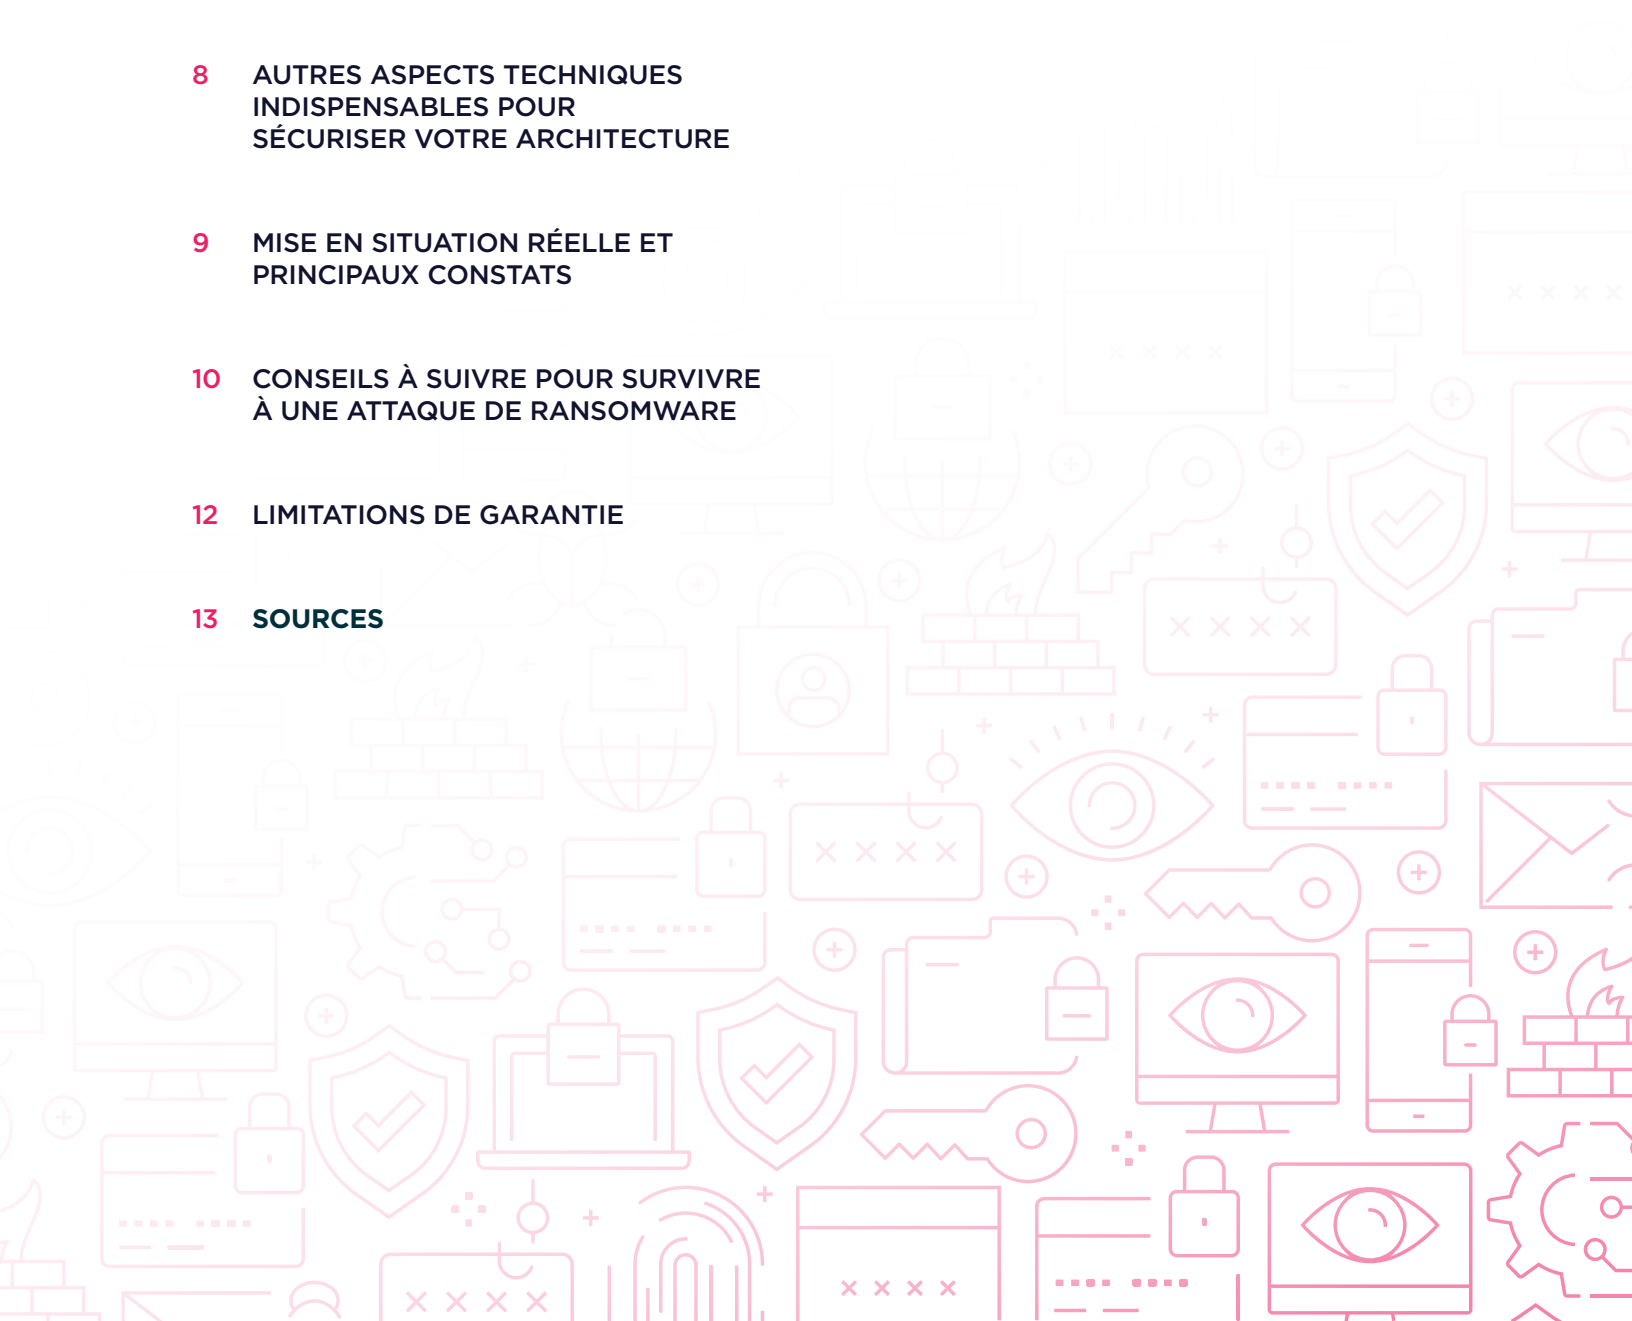 8 AUTRES ASPECTS TECHNIQUES
INDISPENSABLES POUR
SÉCURISER VOTRE ARCHITECTURE
9 MISE EN SITUATION RÉELLE ET
PRINCIPAUX CONSTATS
10 CONSEILS À SUIVRE POUR SURVIVRE
À UNE ATTAQUE DE RANSOMWARE
12 LIMITATIONS DE GARANTIE
13 SOURCES